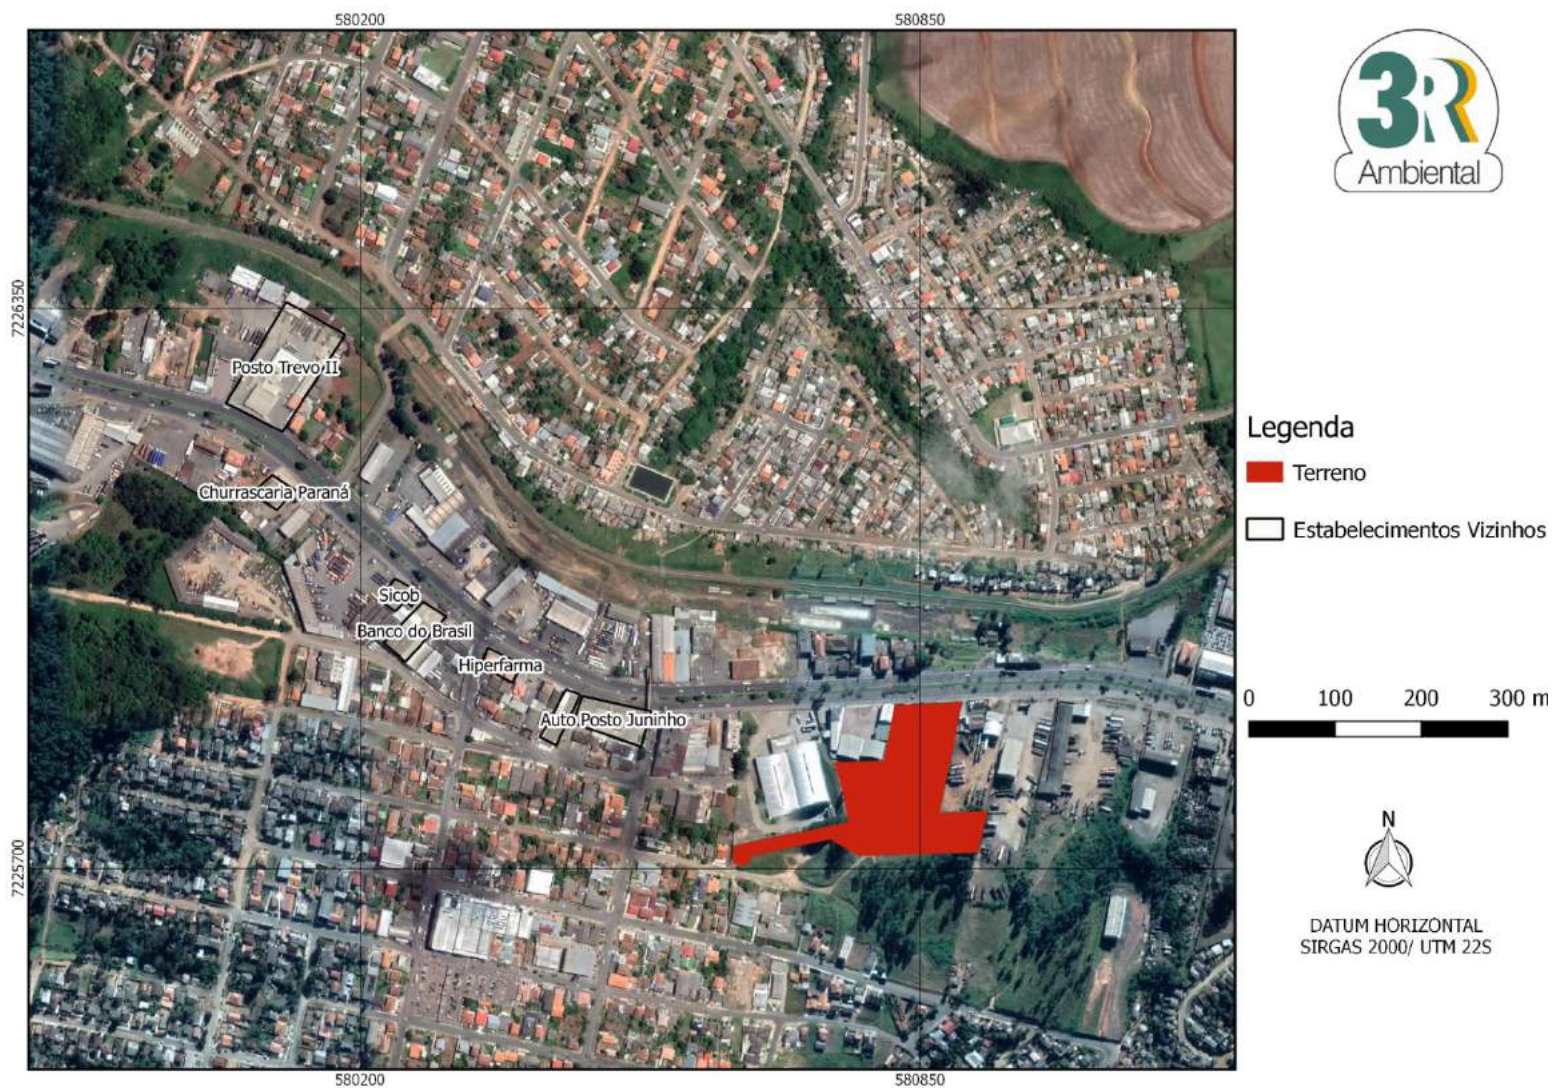 580200
580850
3RR
Ambiental
7226350
Posto Trevo II
Churrascaria Paraná
Sicob
Banco do Brasil
Hiperfarma
Auto Posto Juninho
7225700
580200
580850
Legenda
Terreno
Estabelecimentos Vizinhos
0 100 200 300 m
N
DATUM HORIZONTAL
SIRGAS 2000/ UTM 22S